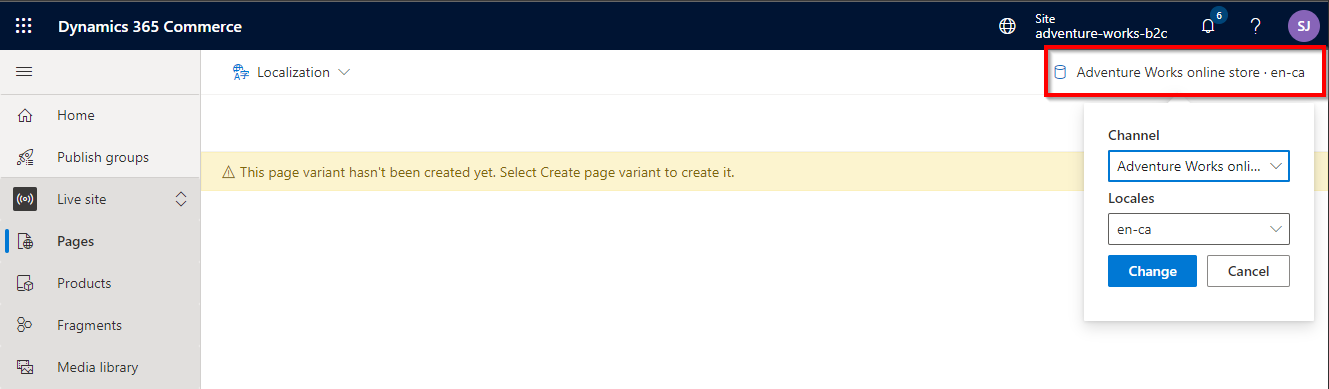 Dynamics 365 Commerce
Site
adventure-works-b2c
6
?
SJ
Localization
Adventure Works online store · en-ca
Home
Publish groups
Live site
Pages
Products
Fragments
Media library
This page variant hasn't been created yet. Select Create page variant to create it.
Channel
Adventure Works onli...
Locales
en-ca
Change
Cancel